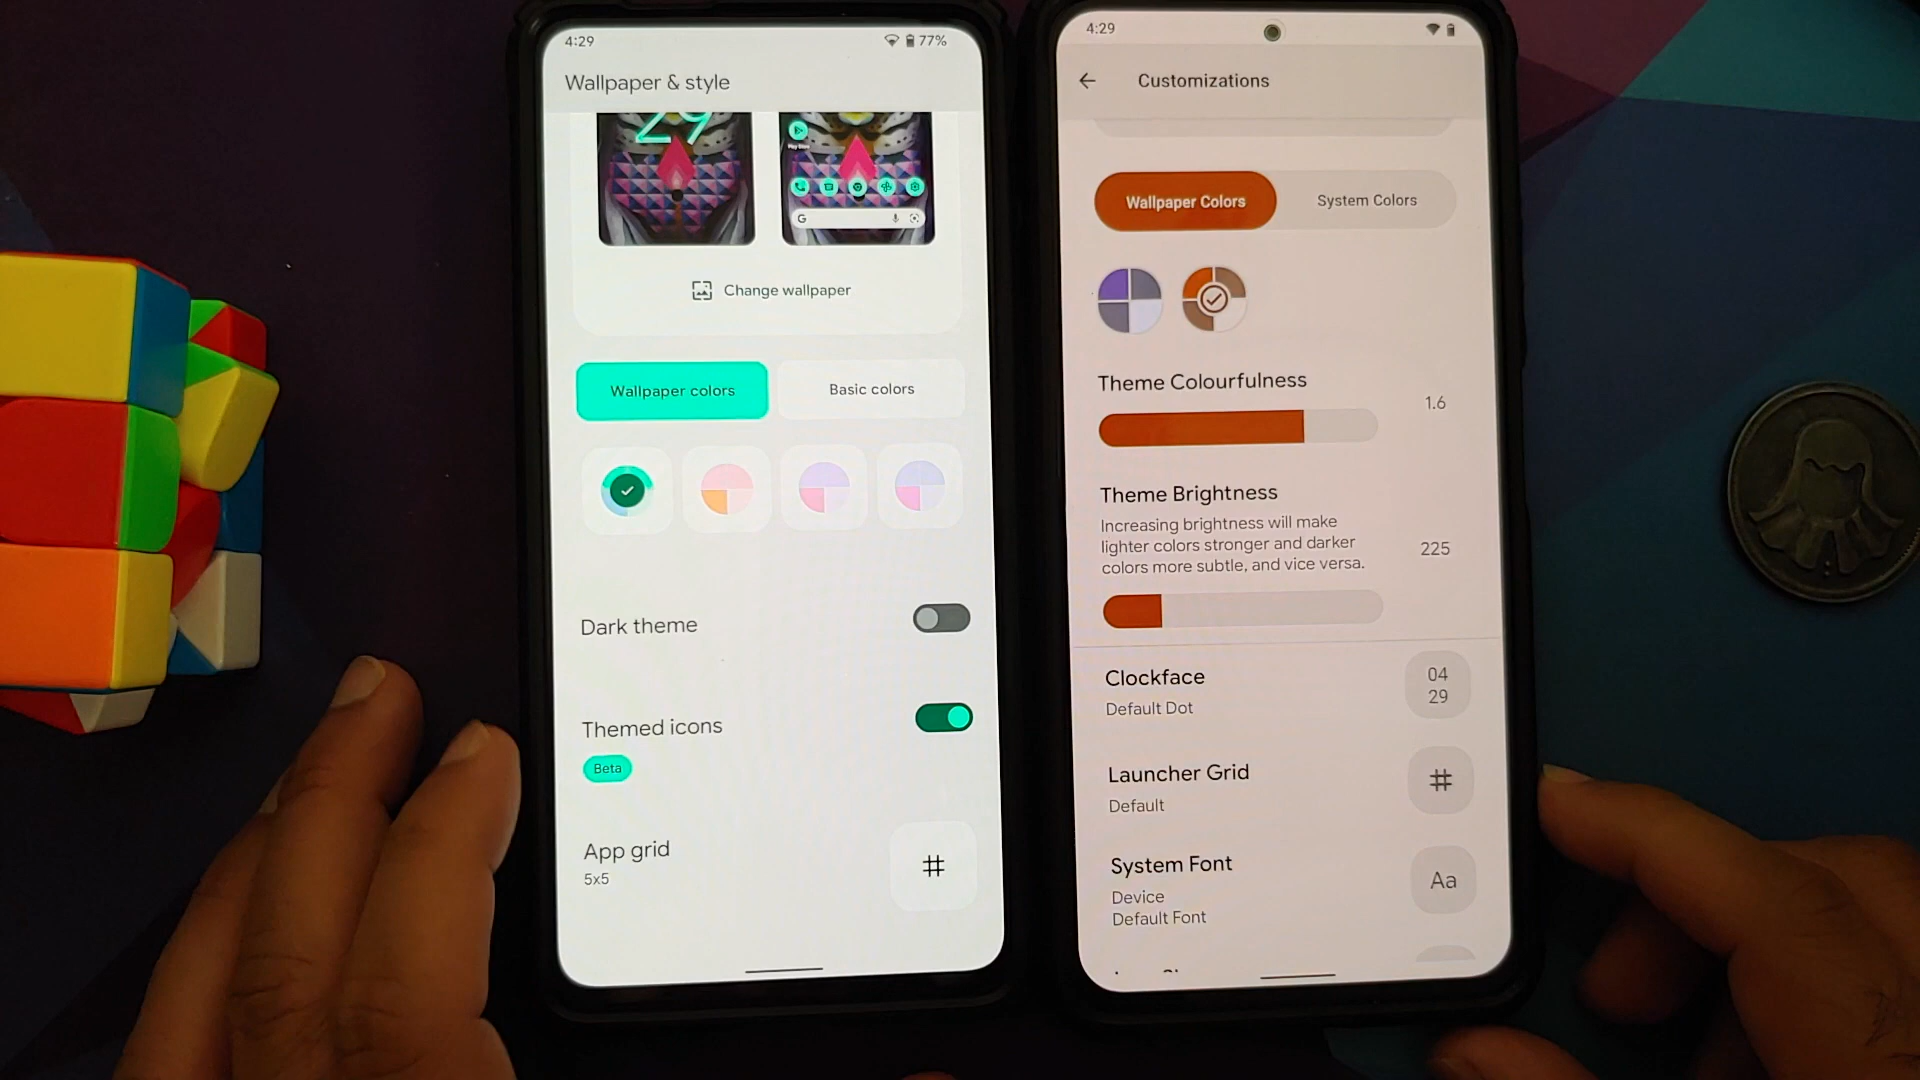 4:29
77%
Wallpaper & style
29
Play Store
G
Change wallpaper
Wallpaper colors
Basic colors
Dark theme
Themed icons
Beta
App grid
5x5
4:29
Customizations
Wallpaper Colors
System Colors
Theme Colourfulness
1.6
Theme Brightness
Increasing brightness will make
lighter colors stronger and darker
colors more subtle, and vice versa.
225
Clockface
Default Dot
04
29
Launcher Grid
Default
System Font
Device
Default Font
Aa